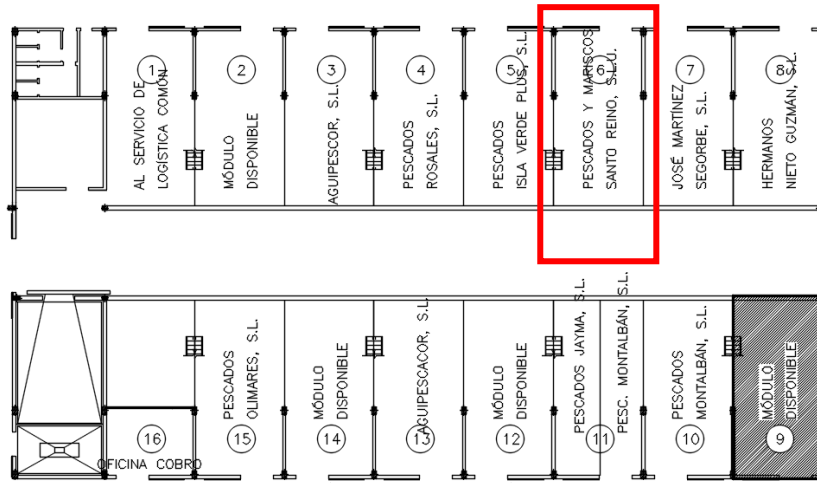 1
AL SERVICIO DE
LOGÍSTICA COMÚN
2
MÓDULO
DISPONIBLE
3
AGUIPESCOR, S.L.
4
PESCADOS
ROSALES, S.L.
5
PESCADOS
ISLA VERDE PLUS, S.L.
6
PESCADOS Y MARISCOS
SANTO REINO, S.L.U.
7
JOSÉ MARTÍNEZ
SEGORBE, S.L.
8
HERMANOS
NIETO GUZMÁN, S.L.
16
OFICINA COBRO
15
PESCADOS
OLIMARES, S.L.
14
MÓDULO
DISPONIBLE
13
AGUIPESCACOR, S.L.
12
MÓDULO
DISPONIBLE
11
PESCADOS JAYMA, S.L.
PESC. MONTALBÁN, S.L.
10
PESCADOS
MONTALBÁN, S.L.
9
MÓDULO
DISPONIBLE